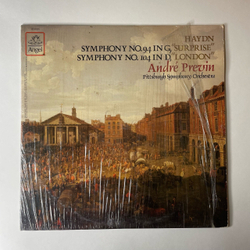 HAYDN
SYMPHONY NO. 94 IN G, "SURPRISE"
SYMPHONY NO. 104 IN D, "LONDON"
André Previn
Pittsburgh Symphony Orchestra
Angel